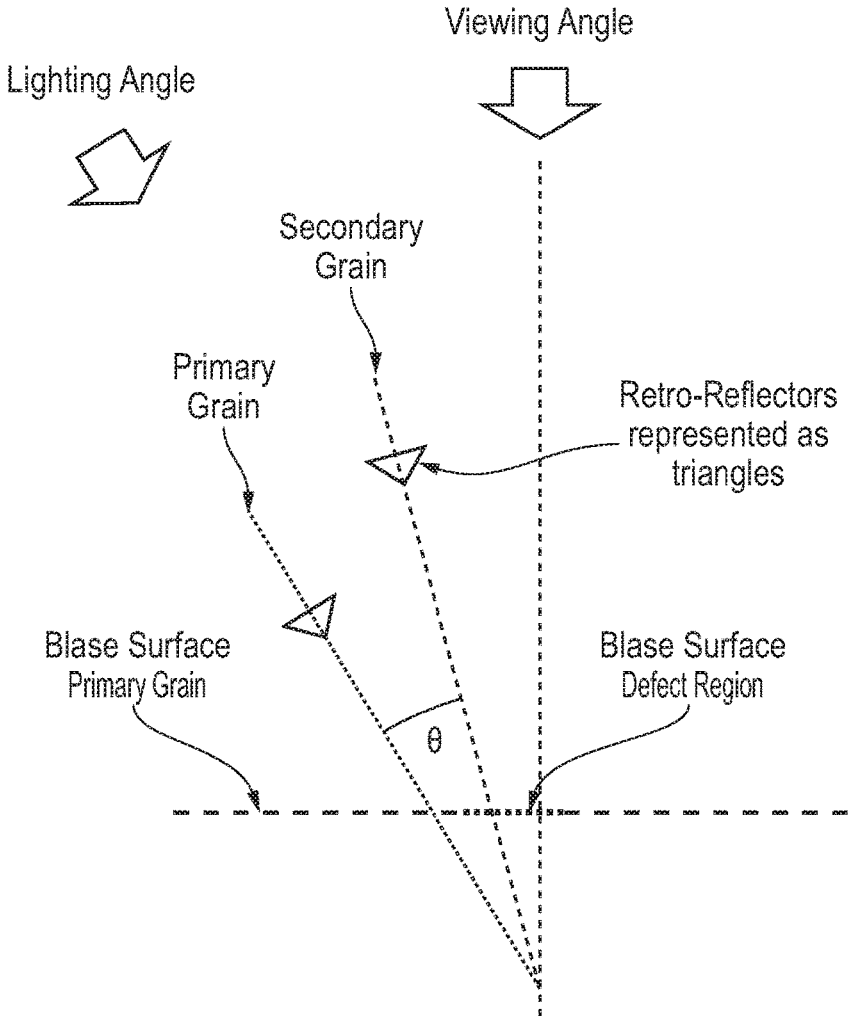 Viewing Angle
Lighting Angle
Secondary
Grain
Primary
Grain
Retro-Reflectors
represented as
triangles
Blase Surface
Primary Grain
Blase Surface
Defect Region
θ